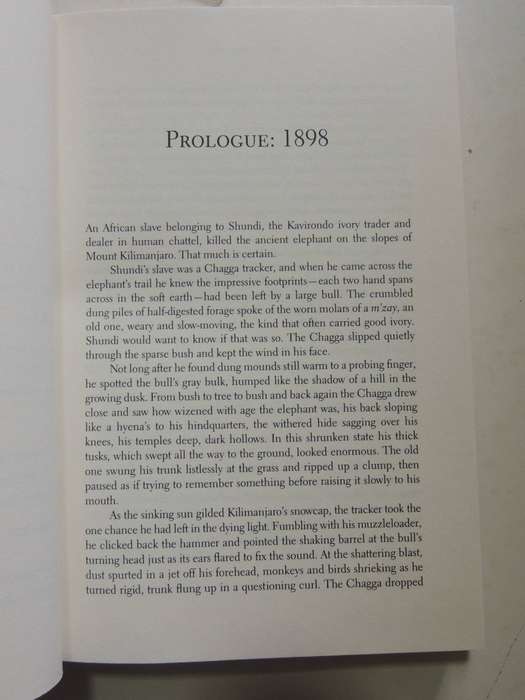 PROLOGUE: 1898
An African slave belonging to Shundi, the Kavirondo ivory trader and
dealer in human chattel, killed the ancient elephant on the slopes of
Mount Kilimanjaro. That much is certain.
Shundi's slave was a Chagga tracker, and when he came across the
elephant's trail he knew the impressive footprints—each two hand spans
across in the soft earth—had been left by a large bull. The crumbled
dung piles of half-digested forage spoke of the worn molars of a m'zay, an
old one, weary and slow-moving, the kind that often carried good ivory.
Shundi would want to know if that was so. The Chagga slipped quietly
through the sparse bush and kept the wind in his face.
Not long after he found dung mounds still warm to a probing finger,
he spotted the bull's gray bulk, humped like the shadow of a hill in the
growing dusk. From bush to tree to bush and back again the Chagga drew
close and saw how wizened with age the elephant was, his back sloping
like a hyena's to his hindquarters, the withered hide sagging over his
knees, his temples deep, dark hollows. In this shrunken state his thick
tusks, which swept all the way to the ground, looked enormous. The old
one swung his trunk listlessly at the grass and ripped up a clump, then
paused as if trying to remember something before raising it slowly to his
mouth.
As the sinking sun gilded Kilimanjaro's snowcap, the tracker took the
one chance he had left in the dying light. Fumbling with his muzzleloader,
he clicked back the hammer and pointed the shaking barrel at the bull's
turning head just as its ears flared to fix the sound. At the shattering blast,
dust spurted in a jet off his forehead, monkeys and birds shrieking as he
turned rigid, trunk flung up in a questioning curl. The Chagga dropped